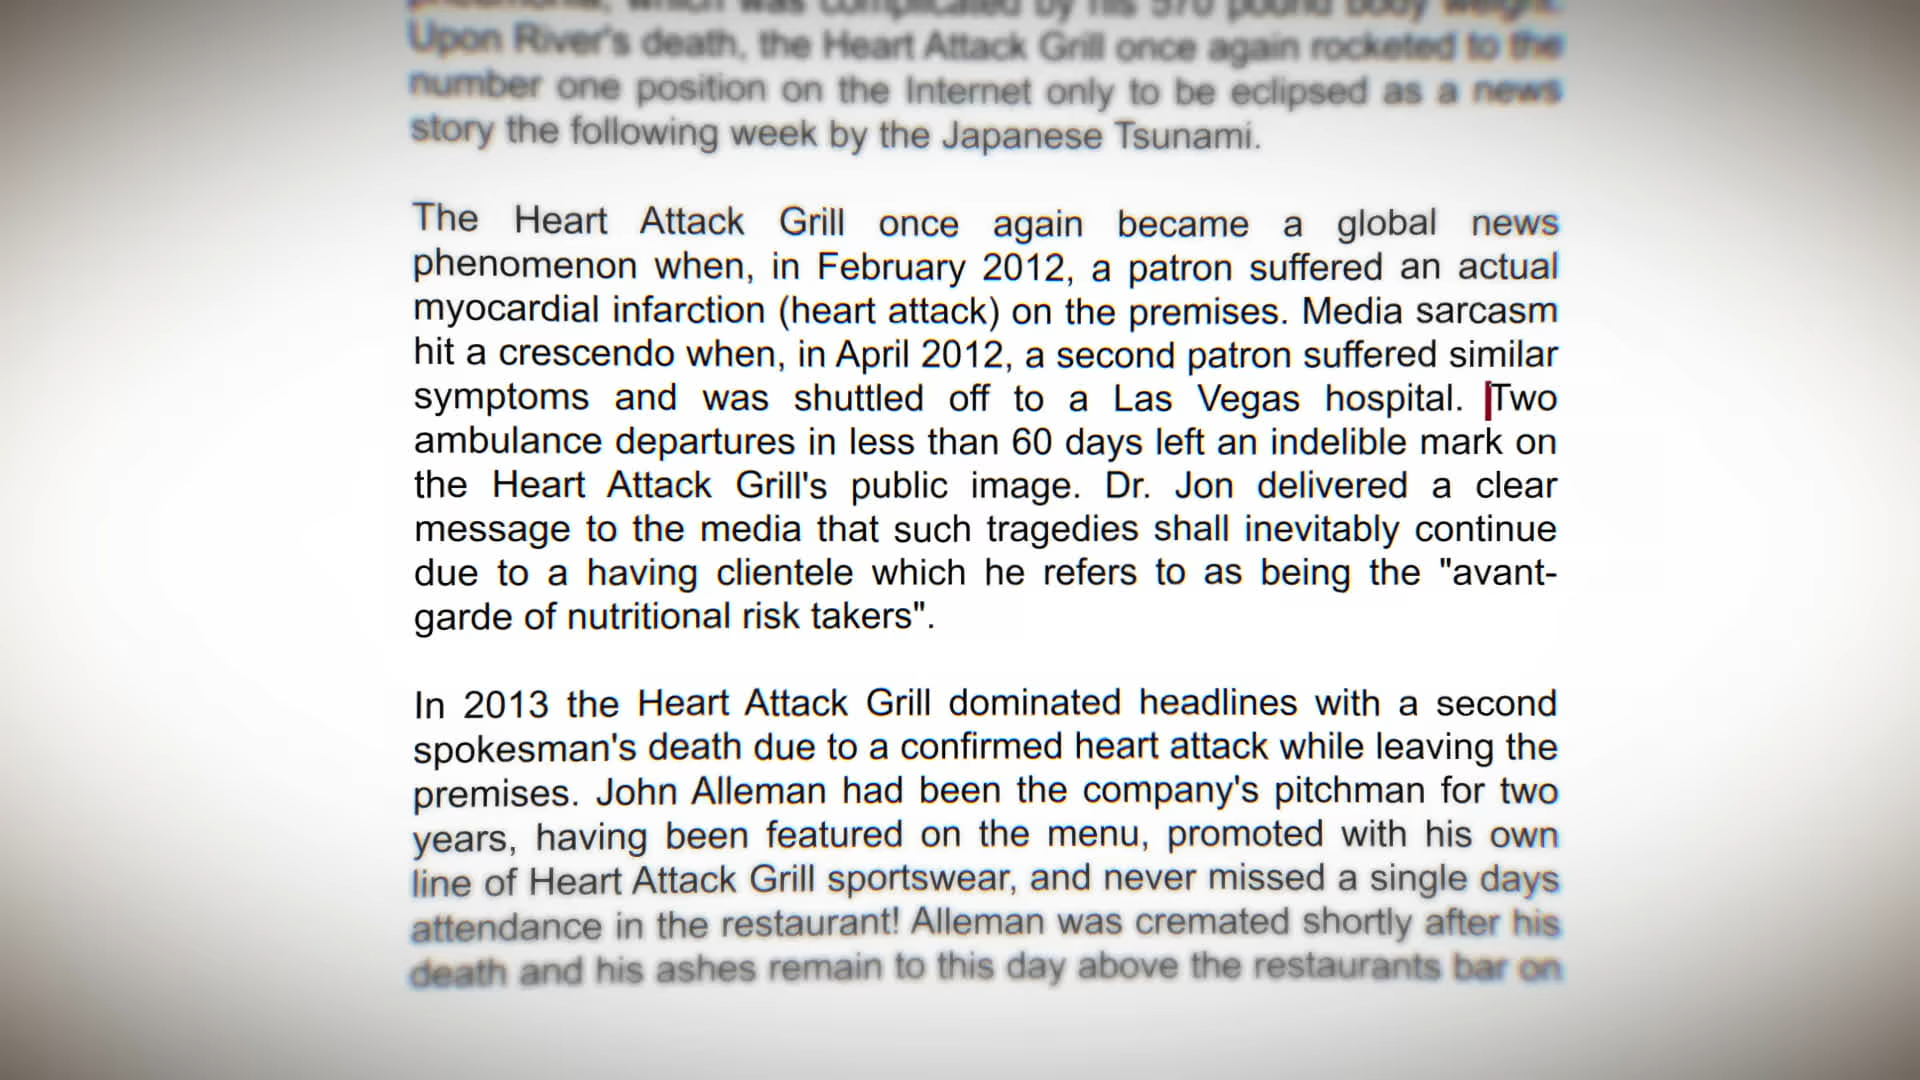 pneumonia, which was complicated by his 570 pound body weight.
Upon River's death, the Heart Attack Grill once again rocketed to the
number one position on the Internet only to be eclipsed as a news
story the following week by the Japanese Tsunami.
The Heart Attack Grill once again became a global news
phenomenon when, in February 2012, a patron suffered an actual
myocardial infarction (heart attack) on the premises. Media sarcasm
hit a crescendo when, in April 2012, a second patron suffered similar
symptoms and was shuttled off to a Las Vegas hospital. Two
ambulance departures in less than 60 days left an indelible mark on
the Heart Attack Grill's public image. Dr. Jon delivered a clear
message to the media that such tragedies shall inevitably continue
due to a having clientele which he refers to as being the "avant-
garde of nutritional risk takers".
In 2013 the Heart Attack Grill dominated headlines with a second
spokesman's death due to a confirmed heart attack while leaving the
premises. John Alleman had been the company's pitchman for two
years, having been featured on the menu, promoted with his own
line of Heart Attack Grill sportswear, and never missed a single days
attendance in the restaurant! Alleman was cremated shortly after his
death and his ashes remain to this day above the restaurants bar on